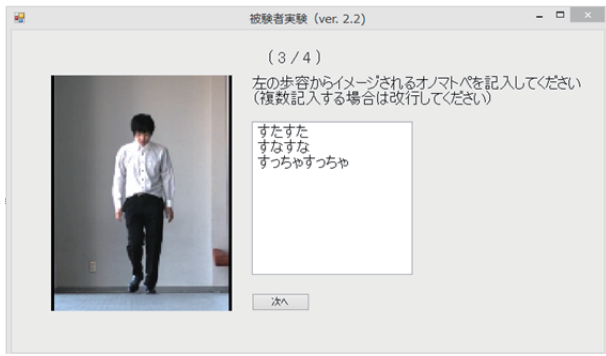 被験者実験 (ver. 2.2)
(3/4)
左の歩容からイメージされるオノマトペを記入してください
(複数記入する場合は改行してください)
すたすた
すなすな
すっちゃすっちゃ
次へ